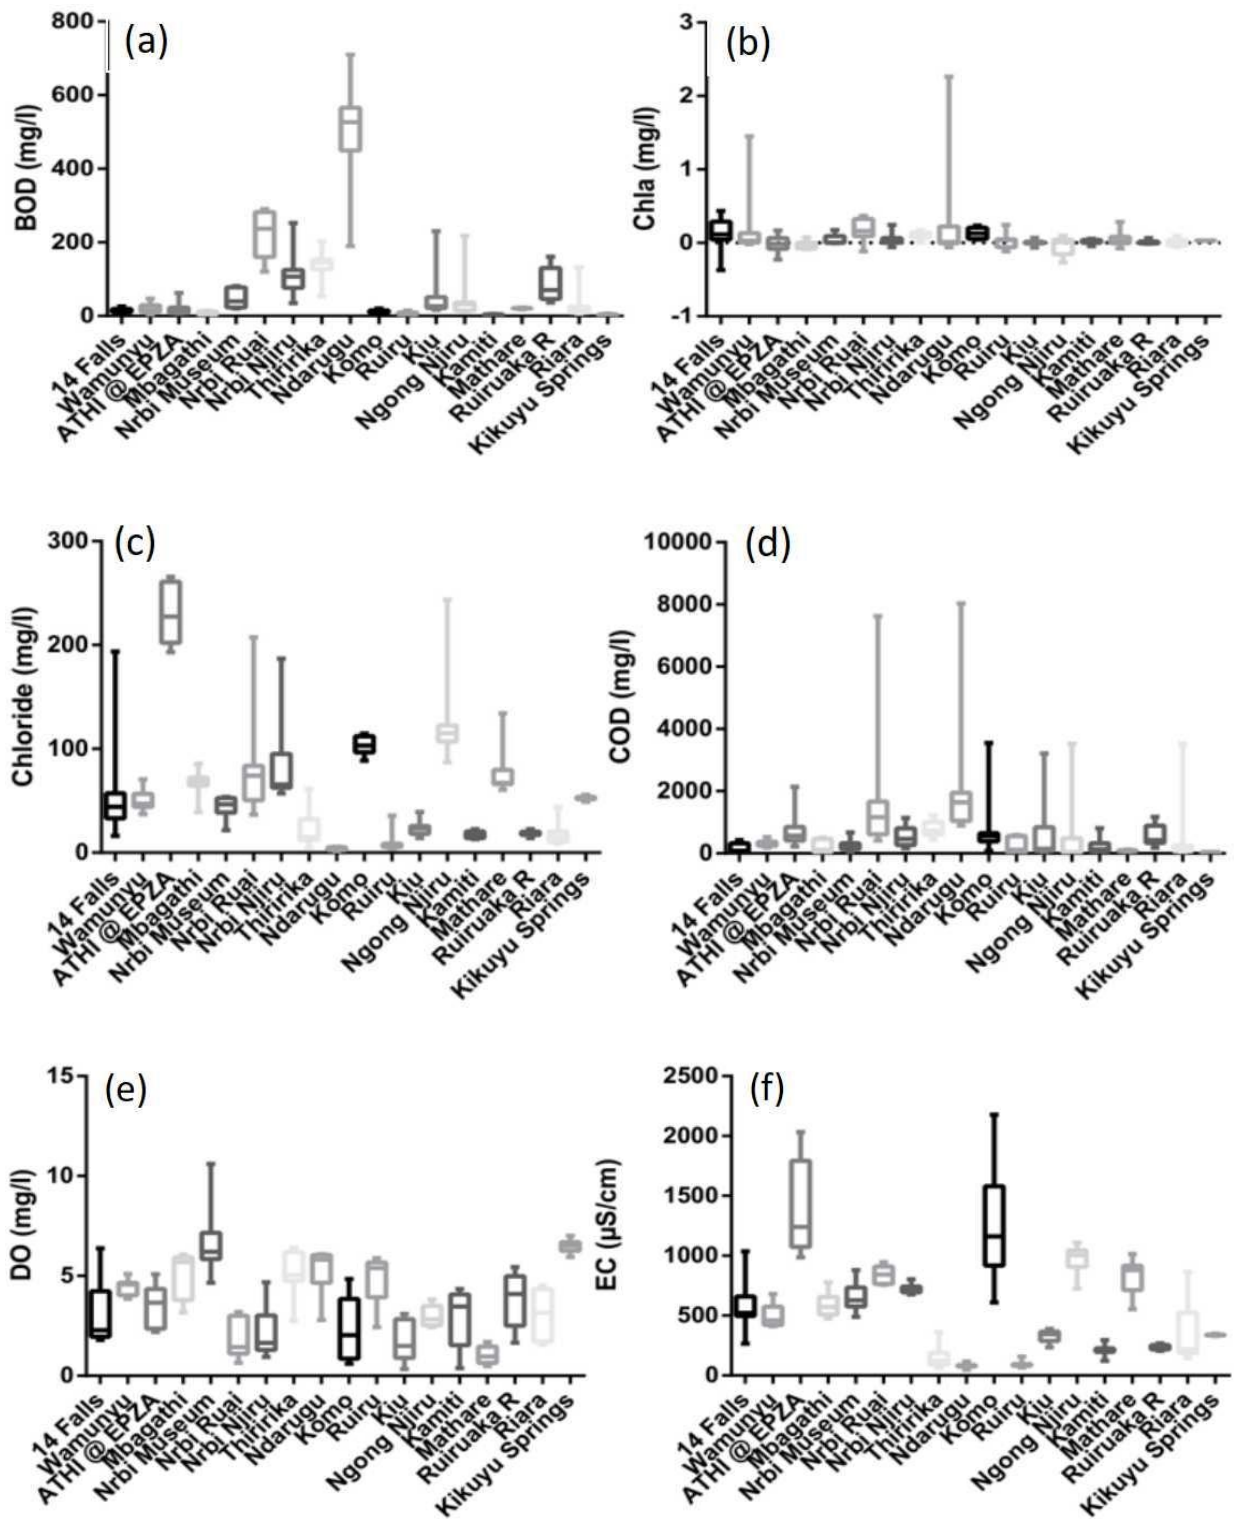 (a)
BOD (mg/l)
800
600
400
200
0
14 Falls
Wamunyu
ATHI @ EPZA
Mbagathi
Nrbi Museum
Nrbi Ruai
Nrbi Njiru
Thiririka
Ndarugu
Komo
Ruiru
Kiu
Ngong Njiru
Kamiti
Mathare
Ruiruaka R
Riara
Kikuyu Springs
(b)
Chla (mg/l)
3
2
1
0
-1
14 Falls
Wamunyu
ATHI @ EPZA
Mbagathi
Nrbi Museum
Nrbi Ruai
Nrbi Njiru
Thiririka
Ndarugu
Komo
Ruiru
Kiu
Ngong Njiru
Kamiti
Mathare
Ruiruaka R
Riara
Kikuyu Springs
(c)
Chloride (mg/l)
300
200
100
0
14 Falls
Wamunyu
ATHI @ EPZA
Mbagathi
Nrbi Museum
Nrbi Ruai
Nrbi Njiru
Thiririka
Ndarugu
Komo
Ruiru
Kiu
Ngong Njiru
Kamiti
Mathare
Ruiruaka R
Riara
Kikuyu Springs
(d)
COD (mg/l)
10000
8000
6000
4000
2000
0
14 Falls
Wamunyu
ATHI @ EPZA
Mbagathi
Nrbi Museum
Nrbi Ruai
Nrbi Njiru
Thiririka
Ndarugu
Komo
Ruiru
Kiu
Ngong Njiru
Kamiti
Mathare
Ruiruaka R
Riara
Kikuyu Springs
(e)
DO (mg/l)
15
10
5
0
14 Falls
Wamunyu
ATHI @ EPZA
Mbagathi
Nrbi Museum
Nrbi Ruai
Nrbi Njiru
Thiririka
Ndarugu
Komo
Ruiru
Kiu
Ngong Njiru
Kamiti
Mathare
Ruiruaka R
Riara
Kikuyu Springs
(f)
EC (µS/cm)
2500
2000
1500
1000
500
0
14 Falls
Wamunyu
ATHI @ EPZA
Mbagathi
Nrbi Museum
Nrbi Ruai
Nrbi Njiru
Thiririka
Ndarugu
Komo
Ruiru
Kiu
Ngong Njiru
Kamiti
Mathare
Ruiruaka R
Riara
Kikuyu Springs